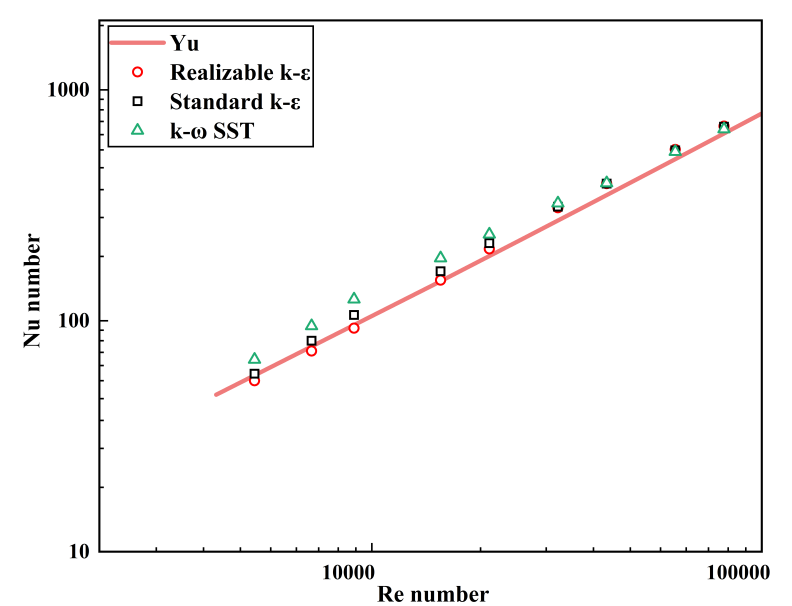 Yu
Realizable k-ε
Standard k-ε
k-ω SST
1000
100
10
Nu number
10000
100000
Re number